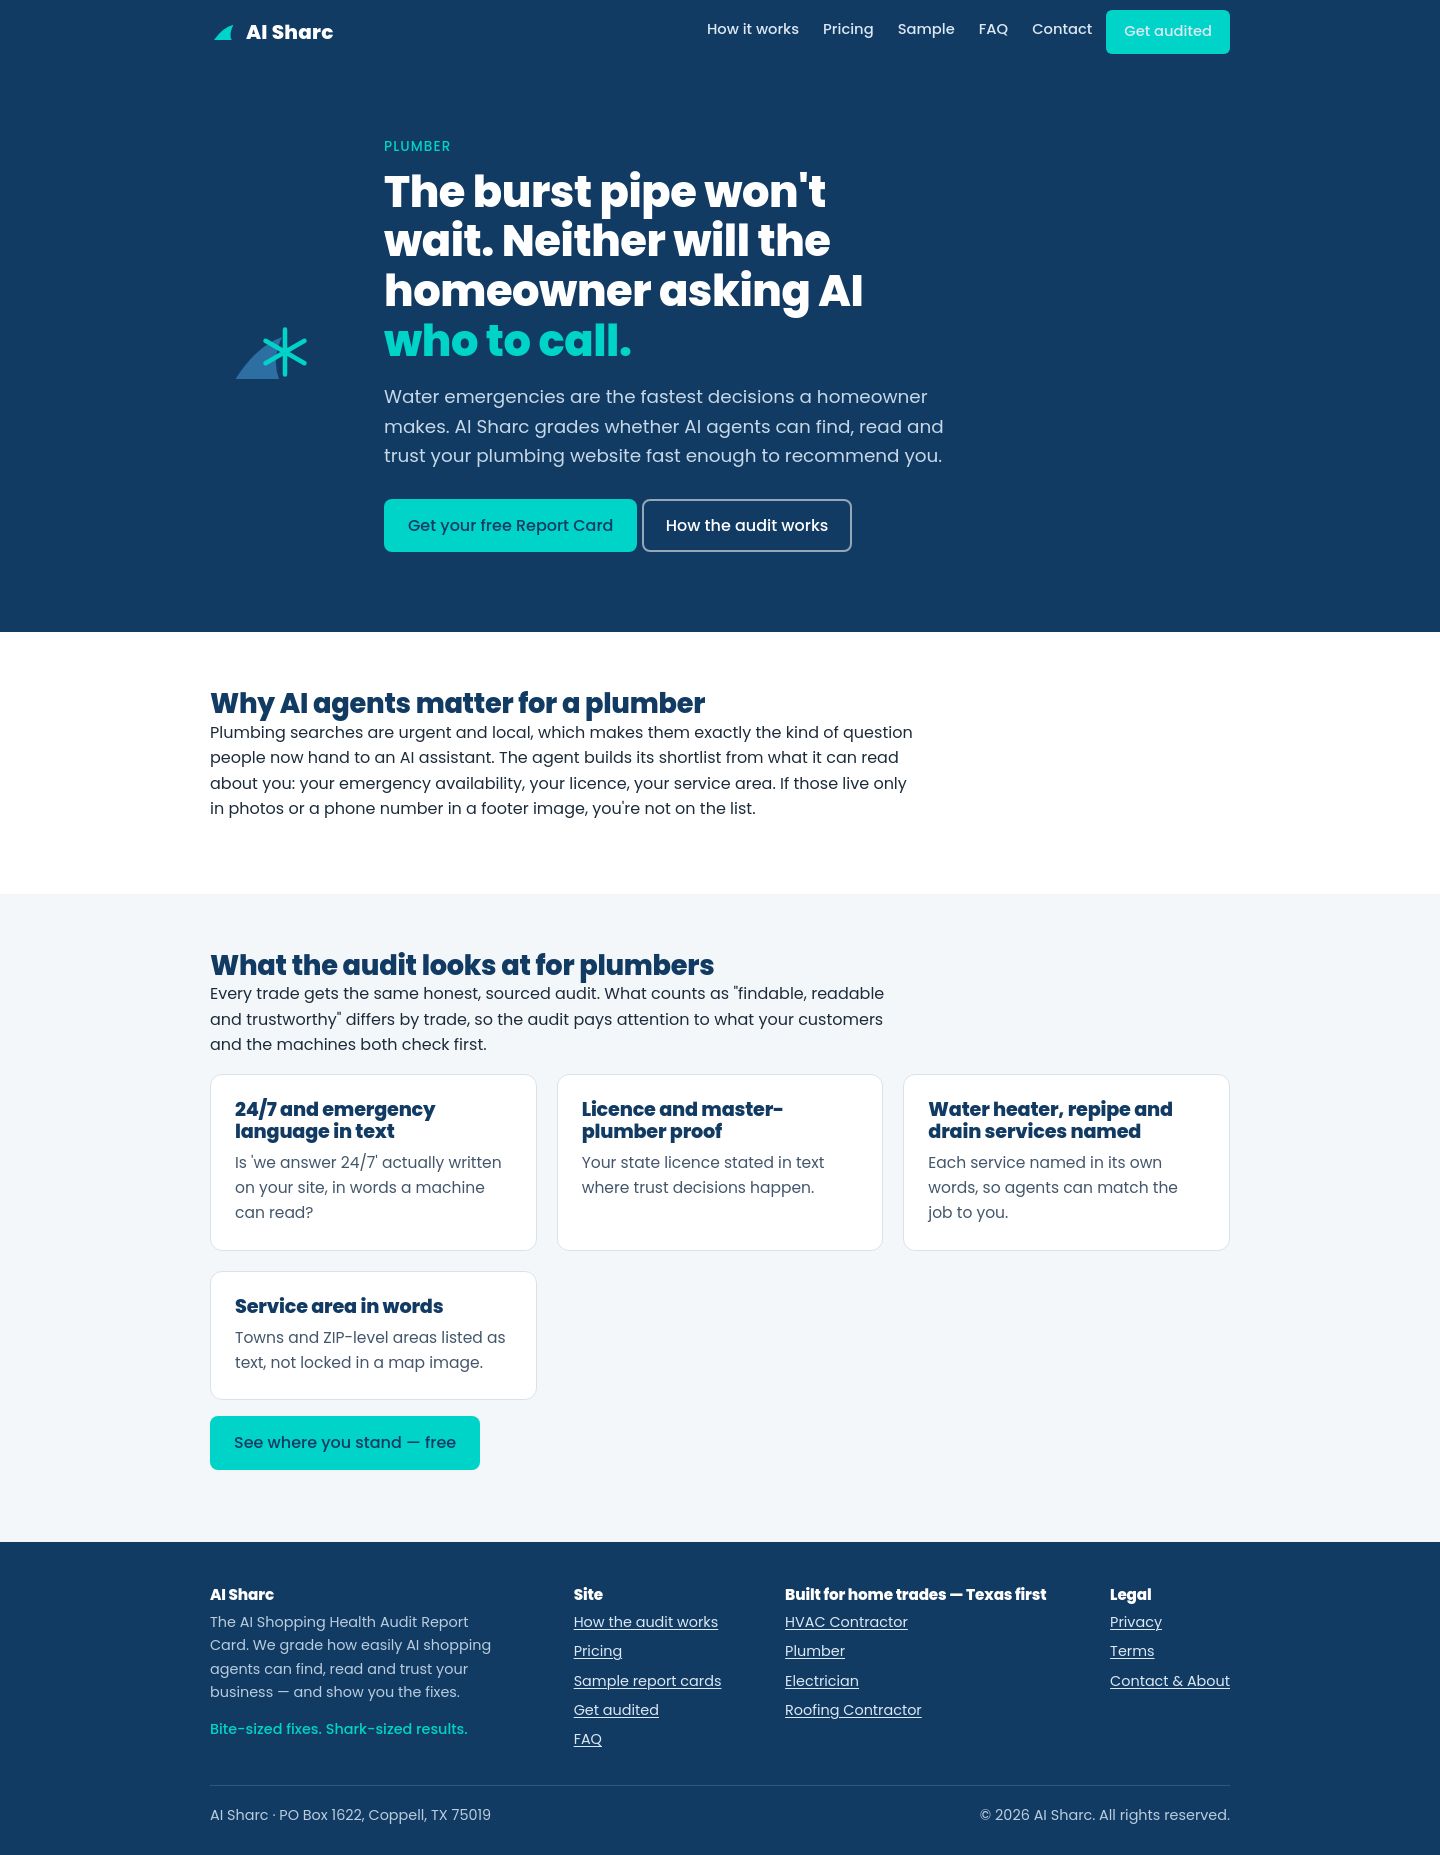 AI Sharc
How it works
Pricing
Sample
FAQ
Contact
Get audited
PLUMBER
The burst pipe won't
wait. Neither will the
homeowner asking AI
who to call.
Water emergencies are the fastest decisions a homeowner
makes. AI Sharc grades whether AI agents can find, read and
trust your plumbing website fast enough to recommend you.
Get your free Report Card
How the audit works
Why AI agents matter for a plumber
Plumbing searches are urgent and local, which makes them exactly the kind of question
people now hand to an AI assistant. The agent builds its shortlist from what it can read
about you: your emergency availability, your licence, your service area. If those live only
in photos or a phone number in a footer image, you're not on the list.
What the audit looks at for plumbers
Every trade gets the same honest, sourced audit. What counts as "findable, readable
and trustworthy" differs by trade, so the audit pays attention to what your customers
and the machines both check first.
24/7 and emergency
language in text
Is 'we answer 24/7' actually written
on your site, in words a machine
can read?
Licence and master-
plumber proof
Your state licence stated in text
where trust decisions happen.
Water heater, repipe and
drain services named
Each service named in its own
words, so agents can match the
job to you.
Service area in words
Towns and ZIP-level areas listed as
text, not locked in a map image.
See where you stand — free
AI Sharc
The AI Shopping Health Audit Report
Card. We grade how easily AI shopping
agents can find, read and trust your
business — and show you the fixes.
Bite-sized fixes. Shark-sized results.
Site
How the audit works
Pricing
Sample report cards
Get audited
FAQ
Built for home trades — Texas first
HVAC Contractor
Plumber
Electrician
Roofing Contractor
Legal
Privacy
Terms
Contact & About
AI Sharc · PO Box 1622, Coppell, TX 75019
© 2026 AI Sharc. All rights reserved.